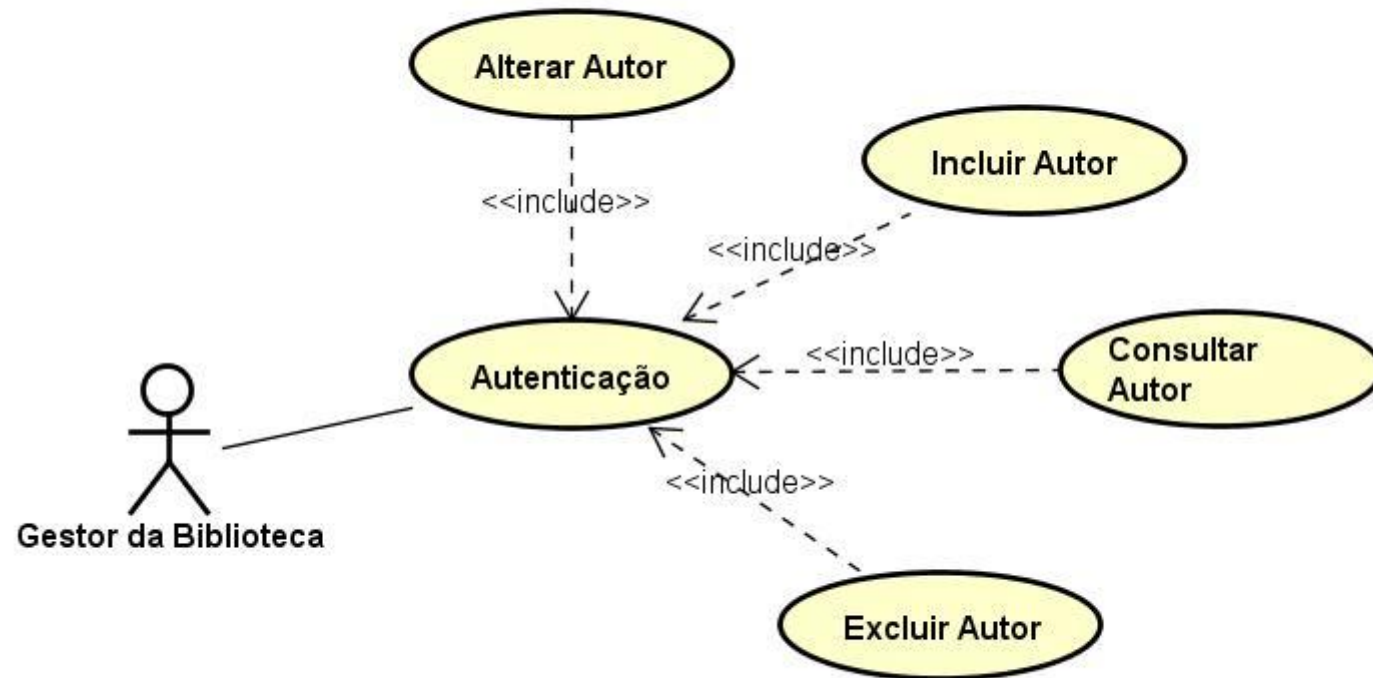 Alterar Autor
Incluir Autor
<<include>>
<<include>>
Consultar
Autor
<<include>>
Autenticação
<<include>>
Gestor da Biblioteca
Excluir Autor